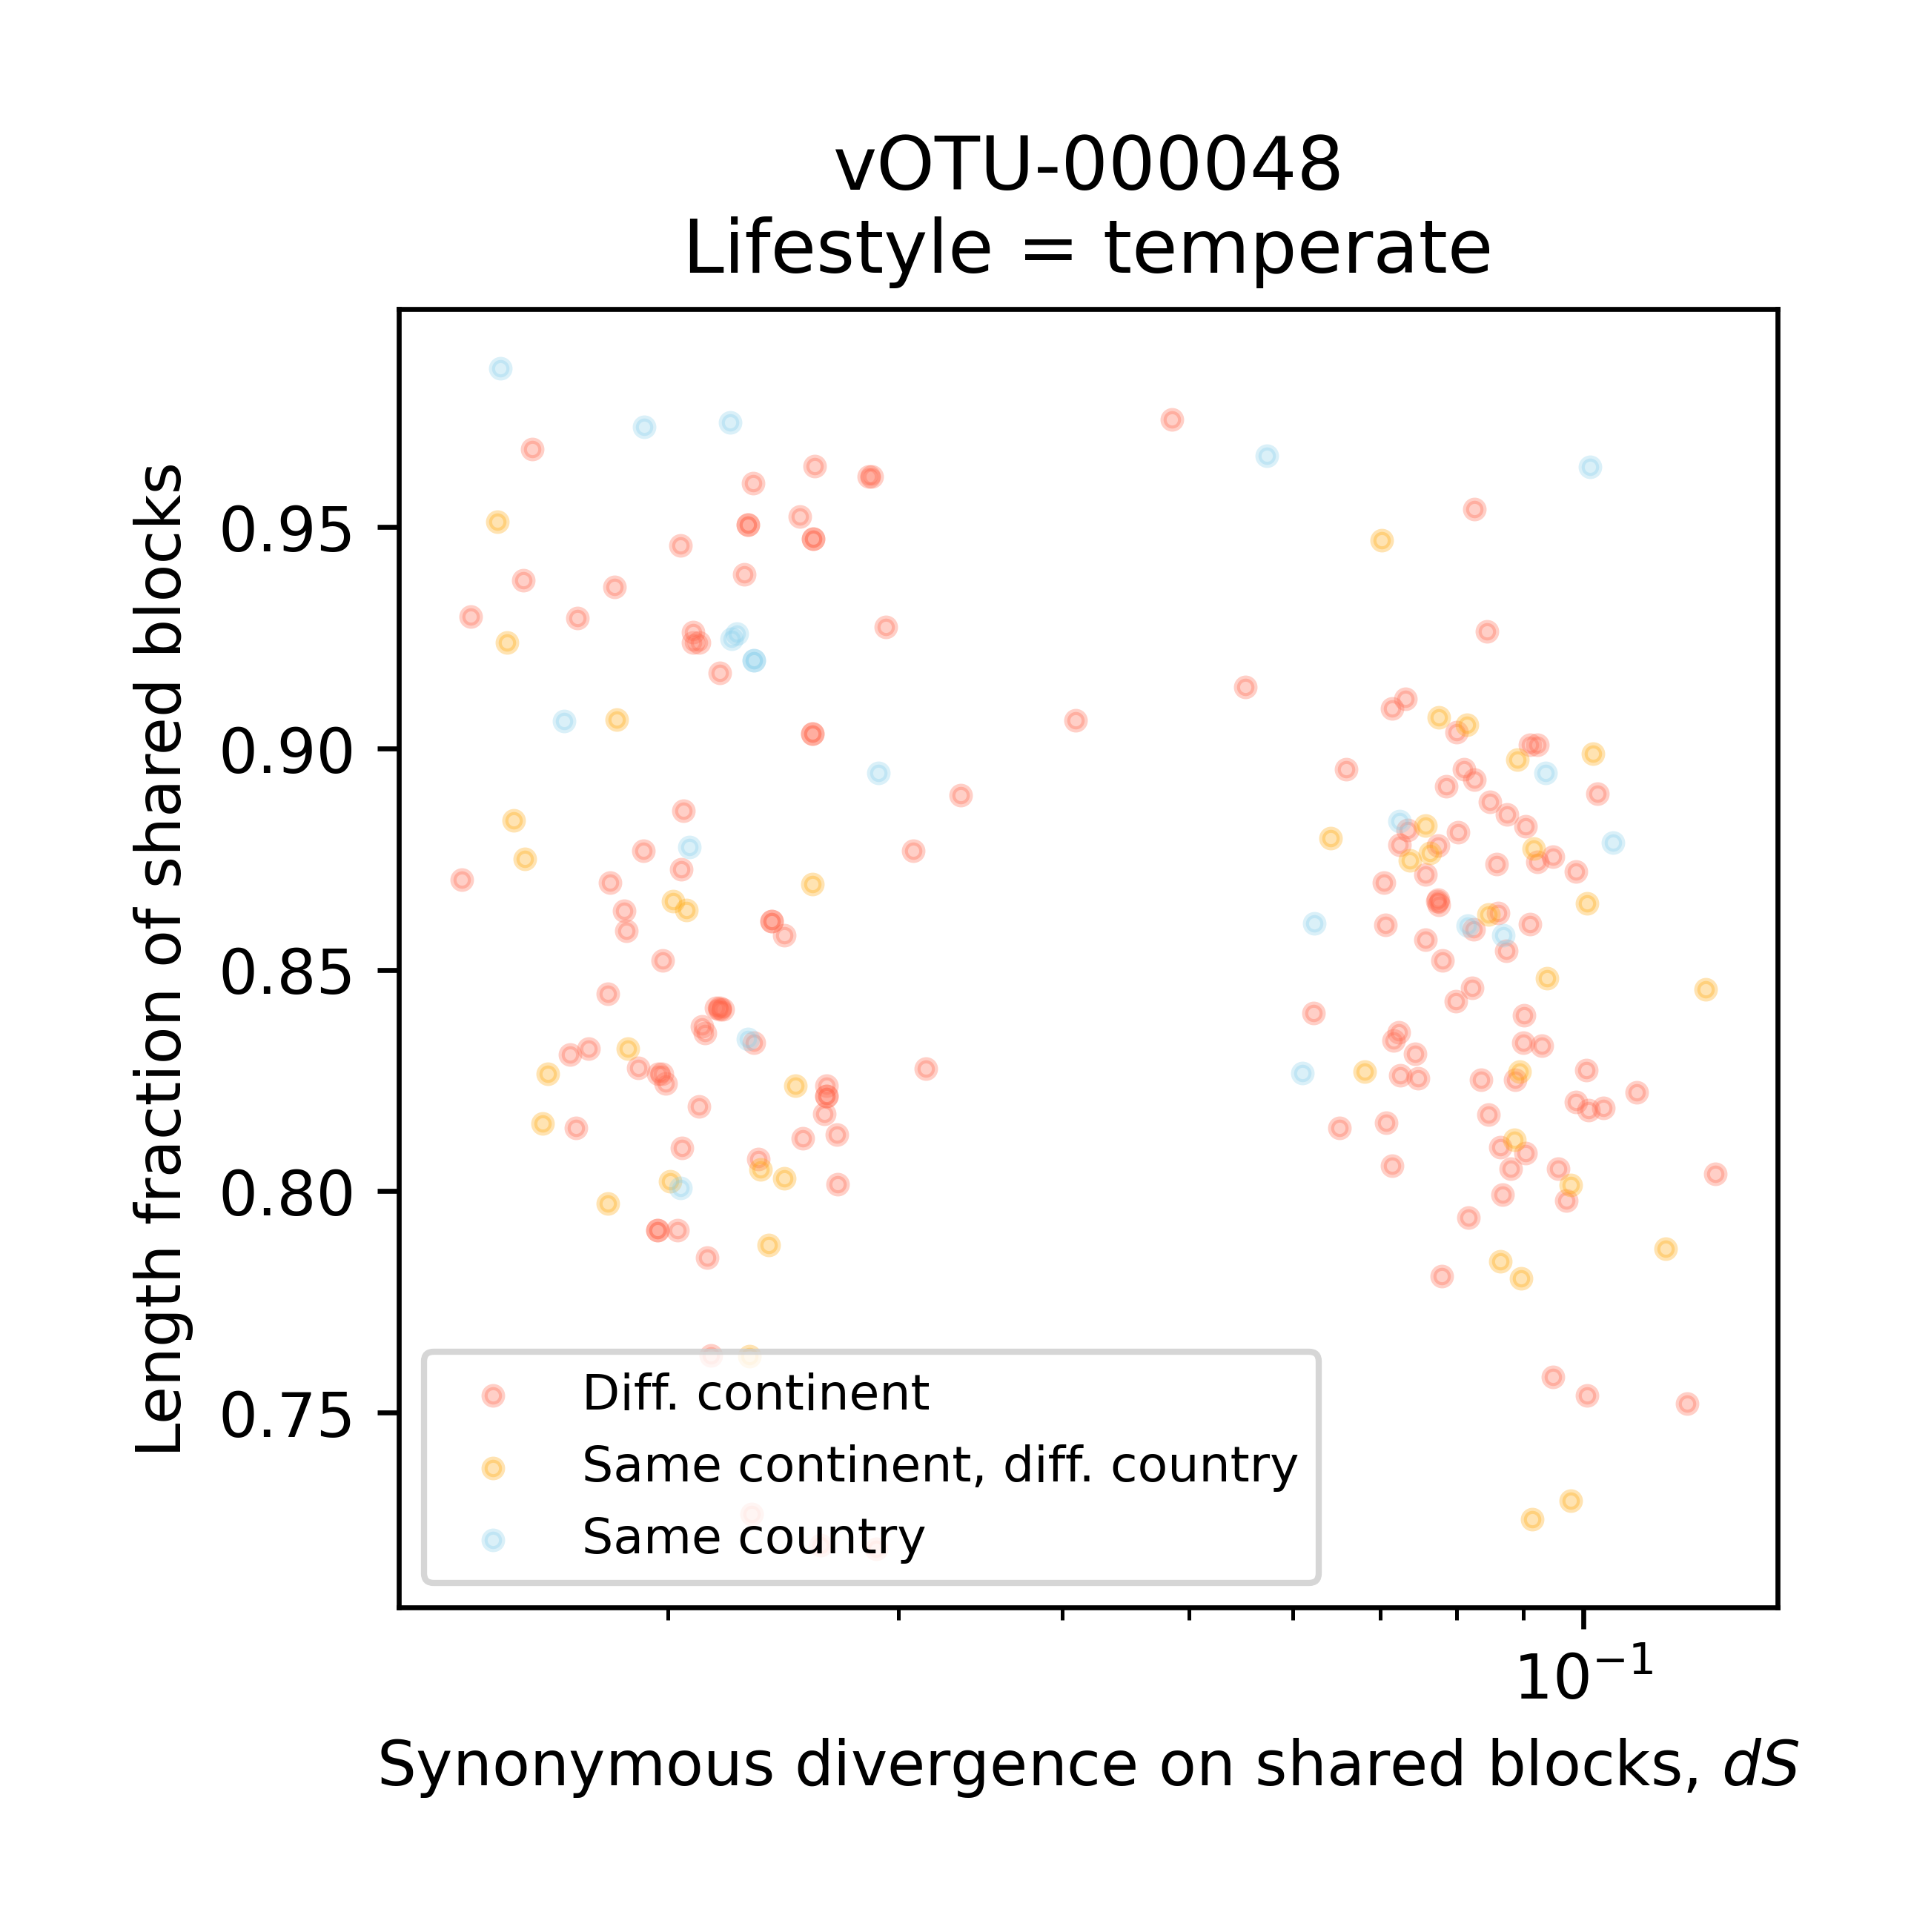 vOTU-000048
Lifestyle = temperate
Length fraction of shared blocks
0.95
0.90
0.85
0.80
0.75
Diff. continent
Same continent, diff. country
Same country
10⁻¹
Synonymous divergence on shared blocks, dS